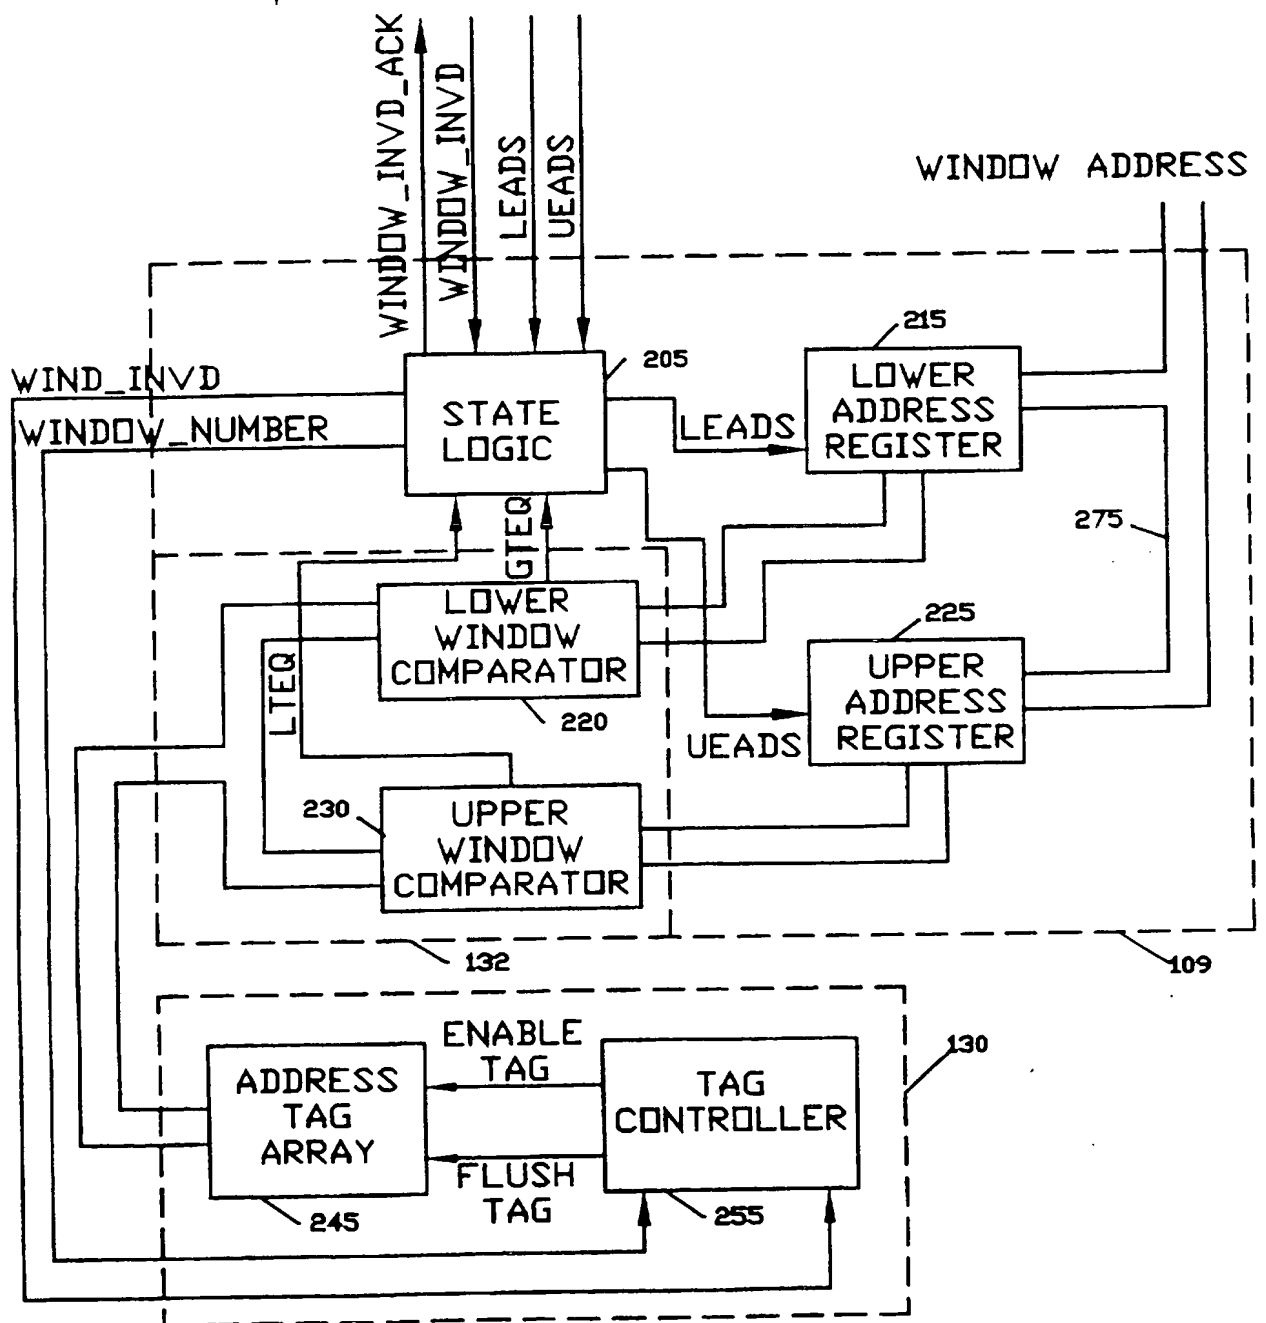 WINDOW_INVD_ACK
WINDOW_INVD
LEADS
UEADS
WINDOW ADDRESS
215
205
WIND_INVD
WINDOW_NUMBER
STATE
LOGIC
LEADS
LOWER
ADDRESS
REGISTER
275
GTEQ
LOWER
WINDOW
COMPARATOR
220
LTEQ
225
UPPER
ADDRESS
REGISTER
UEADS
230
UPPER
WINDOW
COMPARATOR
132
109
130
ENABLE
TAG
ADDRESS
TAG
ARRAY
TAG
CONTROLLER
FLUSH
TAG
245
255